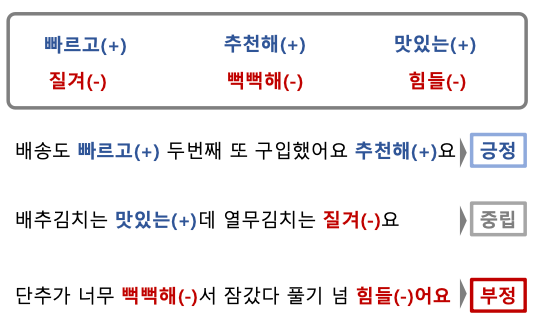 빠르고(+) 추천해(+) 맛있는(+)
질겨(-) 뻑뻑해(-) 힘들(-)
배송도 빠르고(+) 두번째 또 구입했어요 추천해(+)요 긍정
배추김치는 맛있는(+)데 열무김치는 질겨(-)요 중립
단추가 너무 뻑뻑해(-)서 잠갔다 풀기 넘 힘들(-)어요 부정